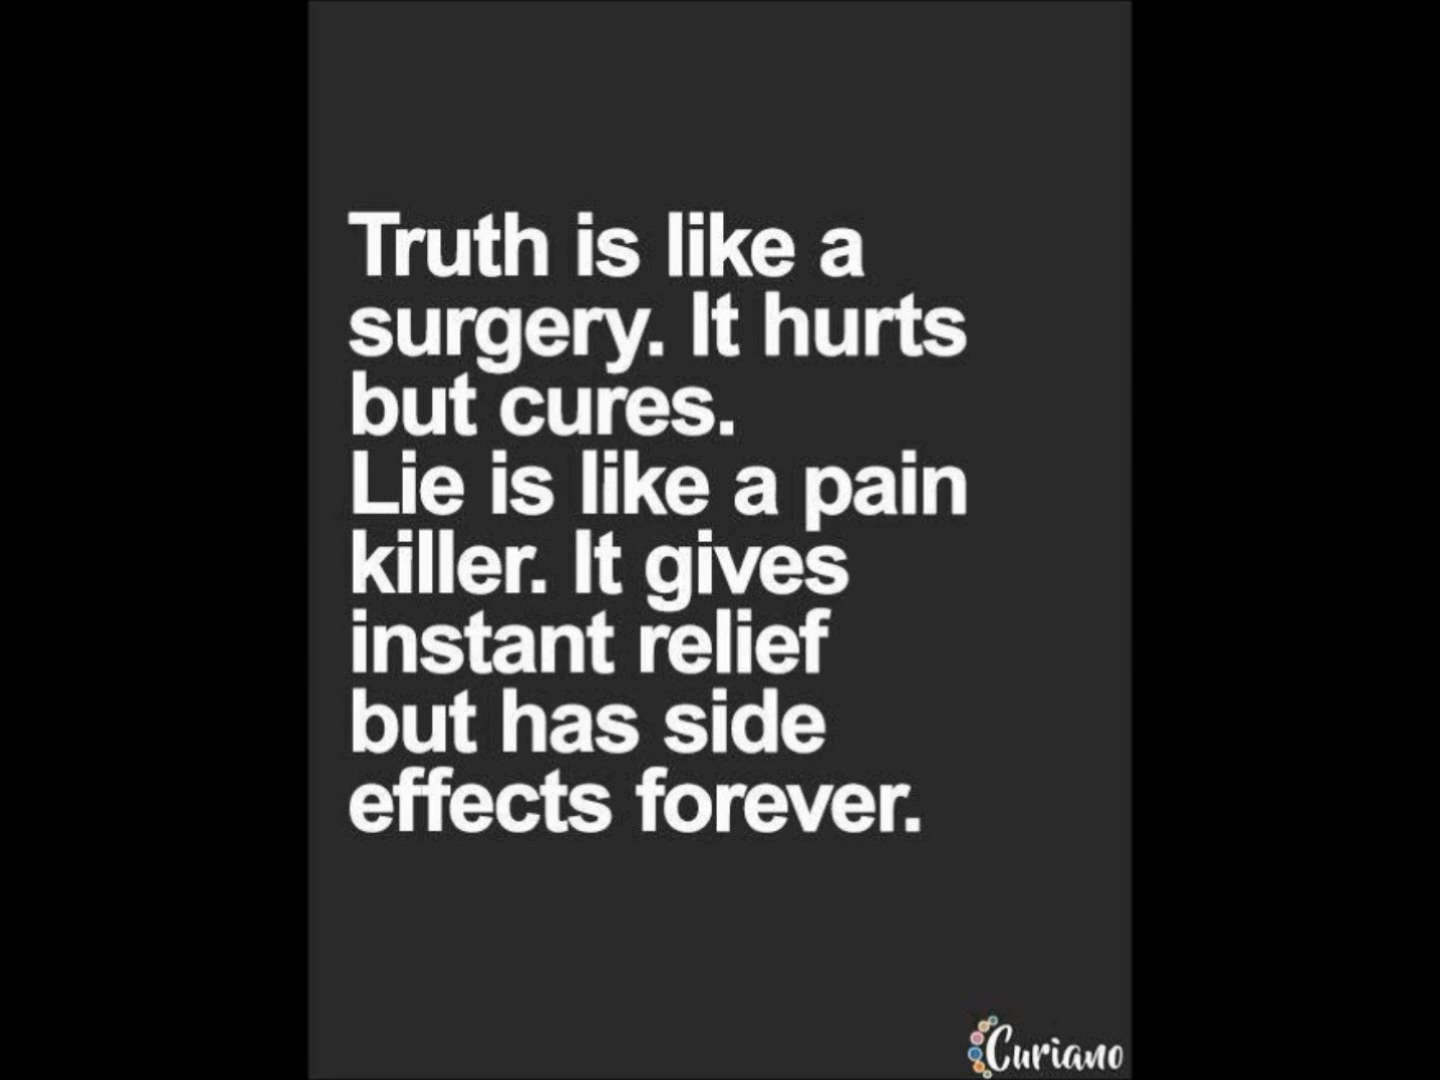 Truth is like a
surgery. It hurts
but cures.
Lie is like a pain
killer. It gives
instant relief
but has side
effects forever.
Curiano